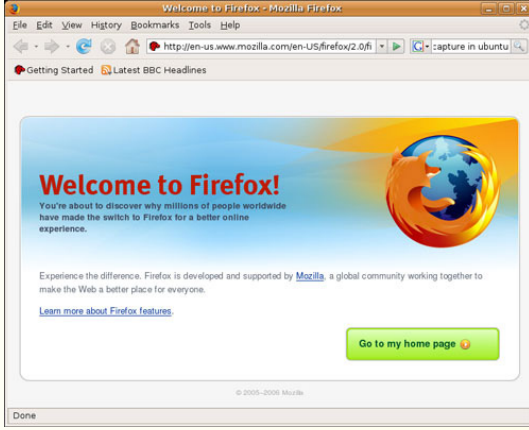 Welcome to Firefox - Mozilla Firefox
File Edit View History Bookmarks Tools Help
http://en-us.www.mozilla.com/en-US/firefox/2.0/fi G capture in ubuntu
Getting Started Latest BBC Headlines
Welcome to Firefox!
You're about to discover why millions of people worldwide
have made the switch to Firefox for a better online
experience.
Experience the difference. Firefox is developed and supported by Mozilla, a global community working together to
make the Web a better place for everyone.
Learn more about Firefox features.
Go to my home page
© 2005–2006 Mozilla
Done